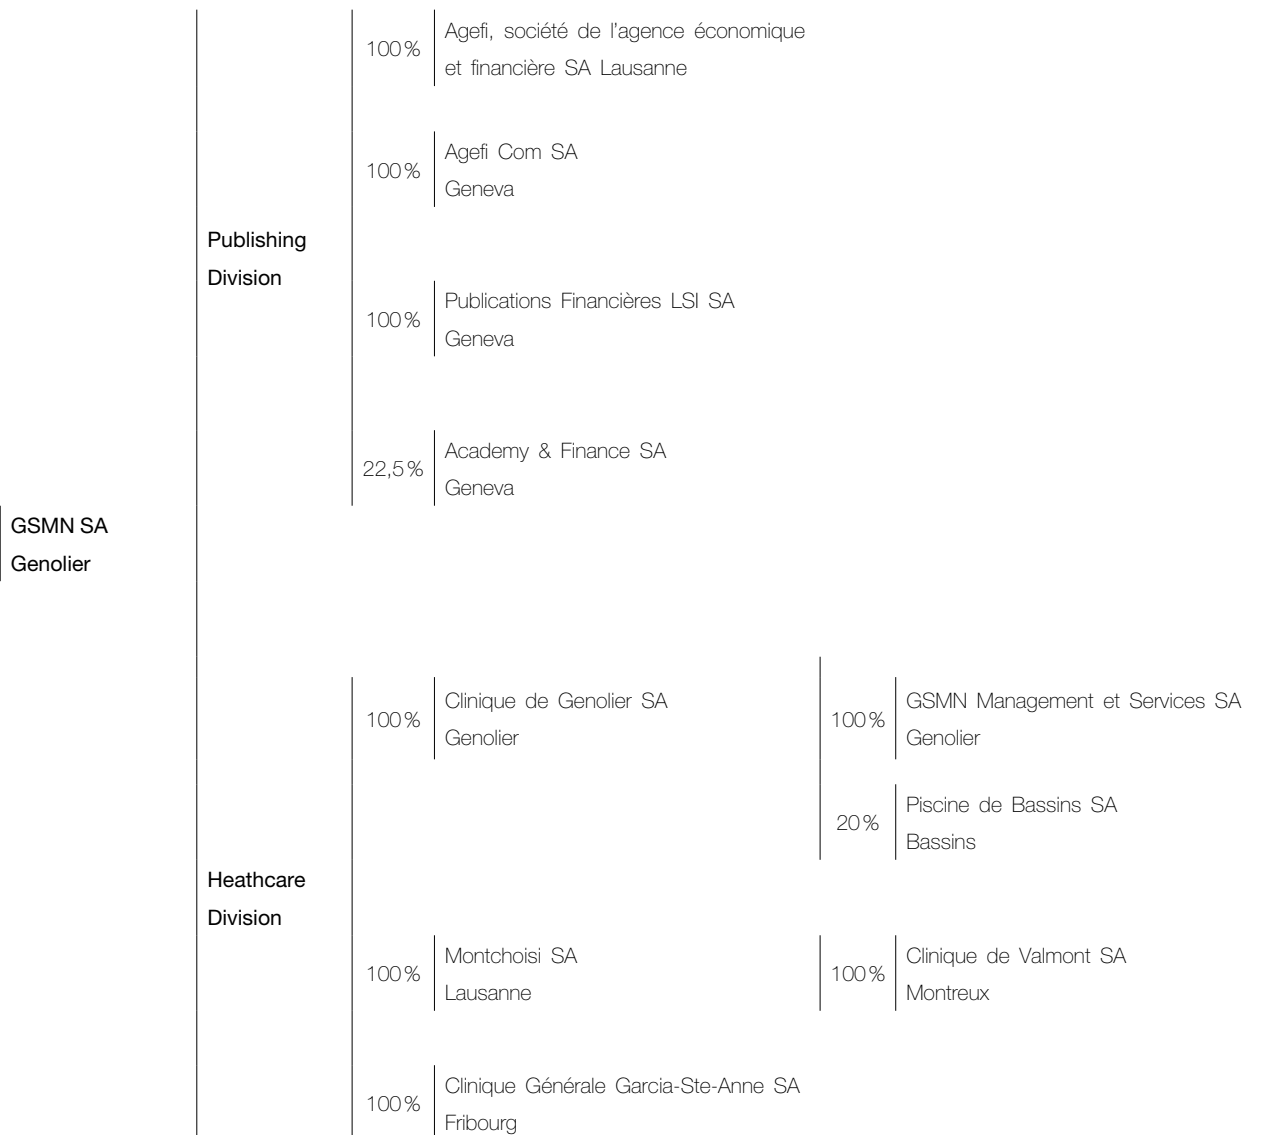 100%
Agefi, société de l'agence économique
et financière SA Lausanne
100%
Agefi Com SA
Geneva
Publishing
Division
100%
Publications Financières LSI SA
Geneva
22,5%
Academy & Finance SA
Geneva
GSMN SA
Genolier
100%
Clinique de Genolier SA
Genolier
100%
GSMN Management et Services SA
Genolier
20%
Piscine de Bassins SA
Bassins
Heathcare
Division
100%
Montchoisi SA
Lausanne
100%
Clinique de Valmont SA
Montreux
100%
Clinique Générale Garcia-Ste-Anne SA
Fribourg